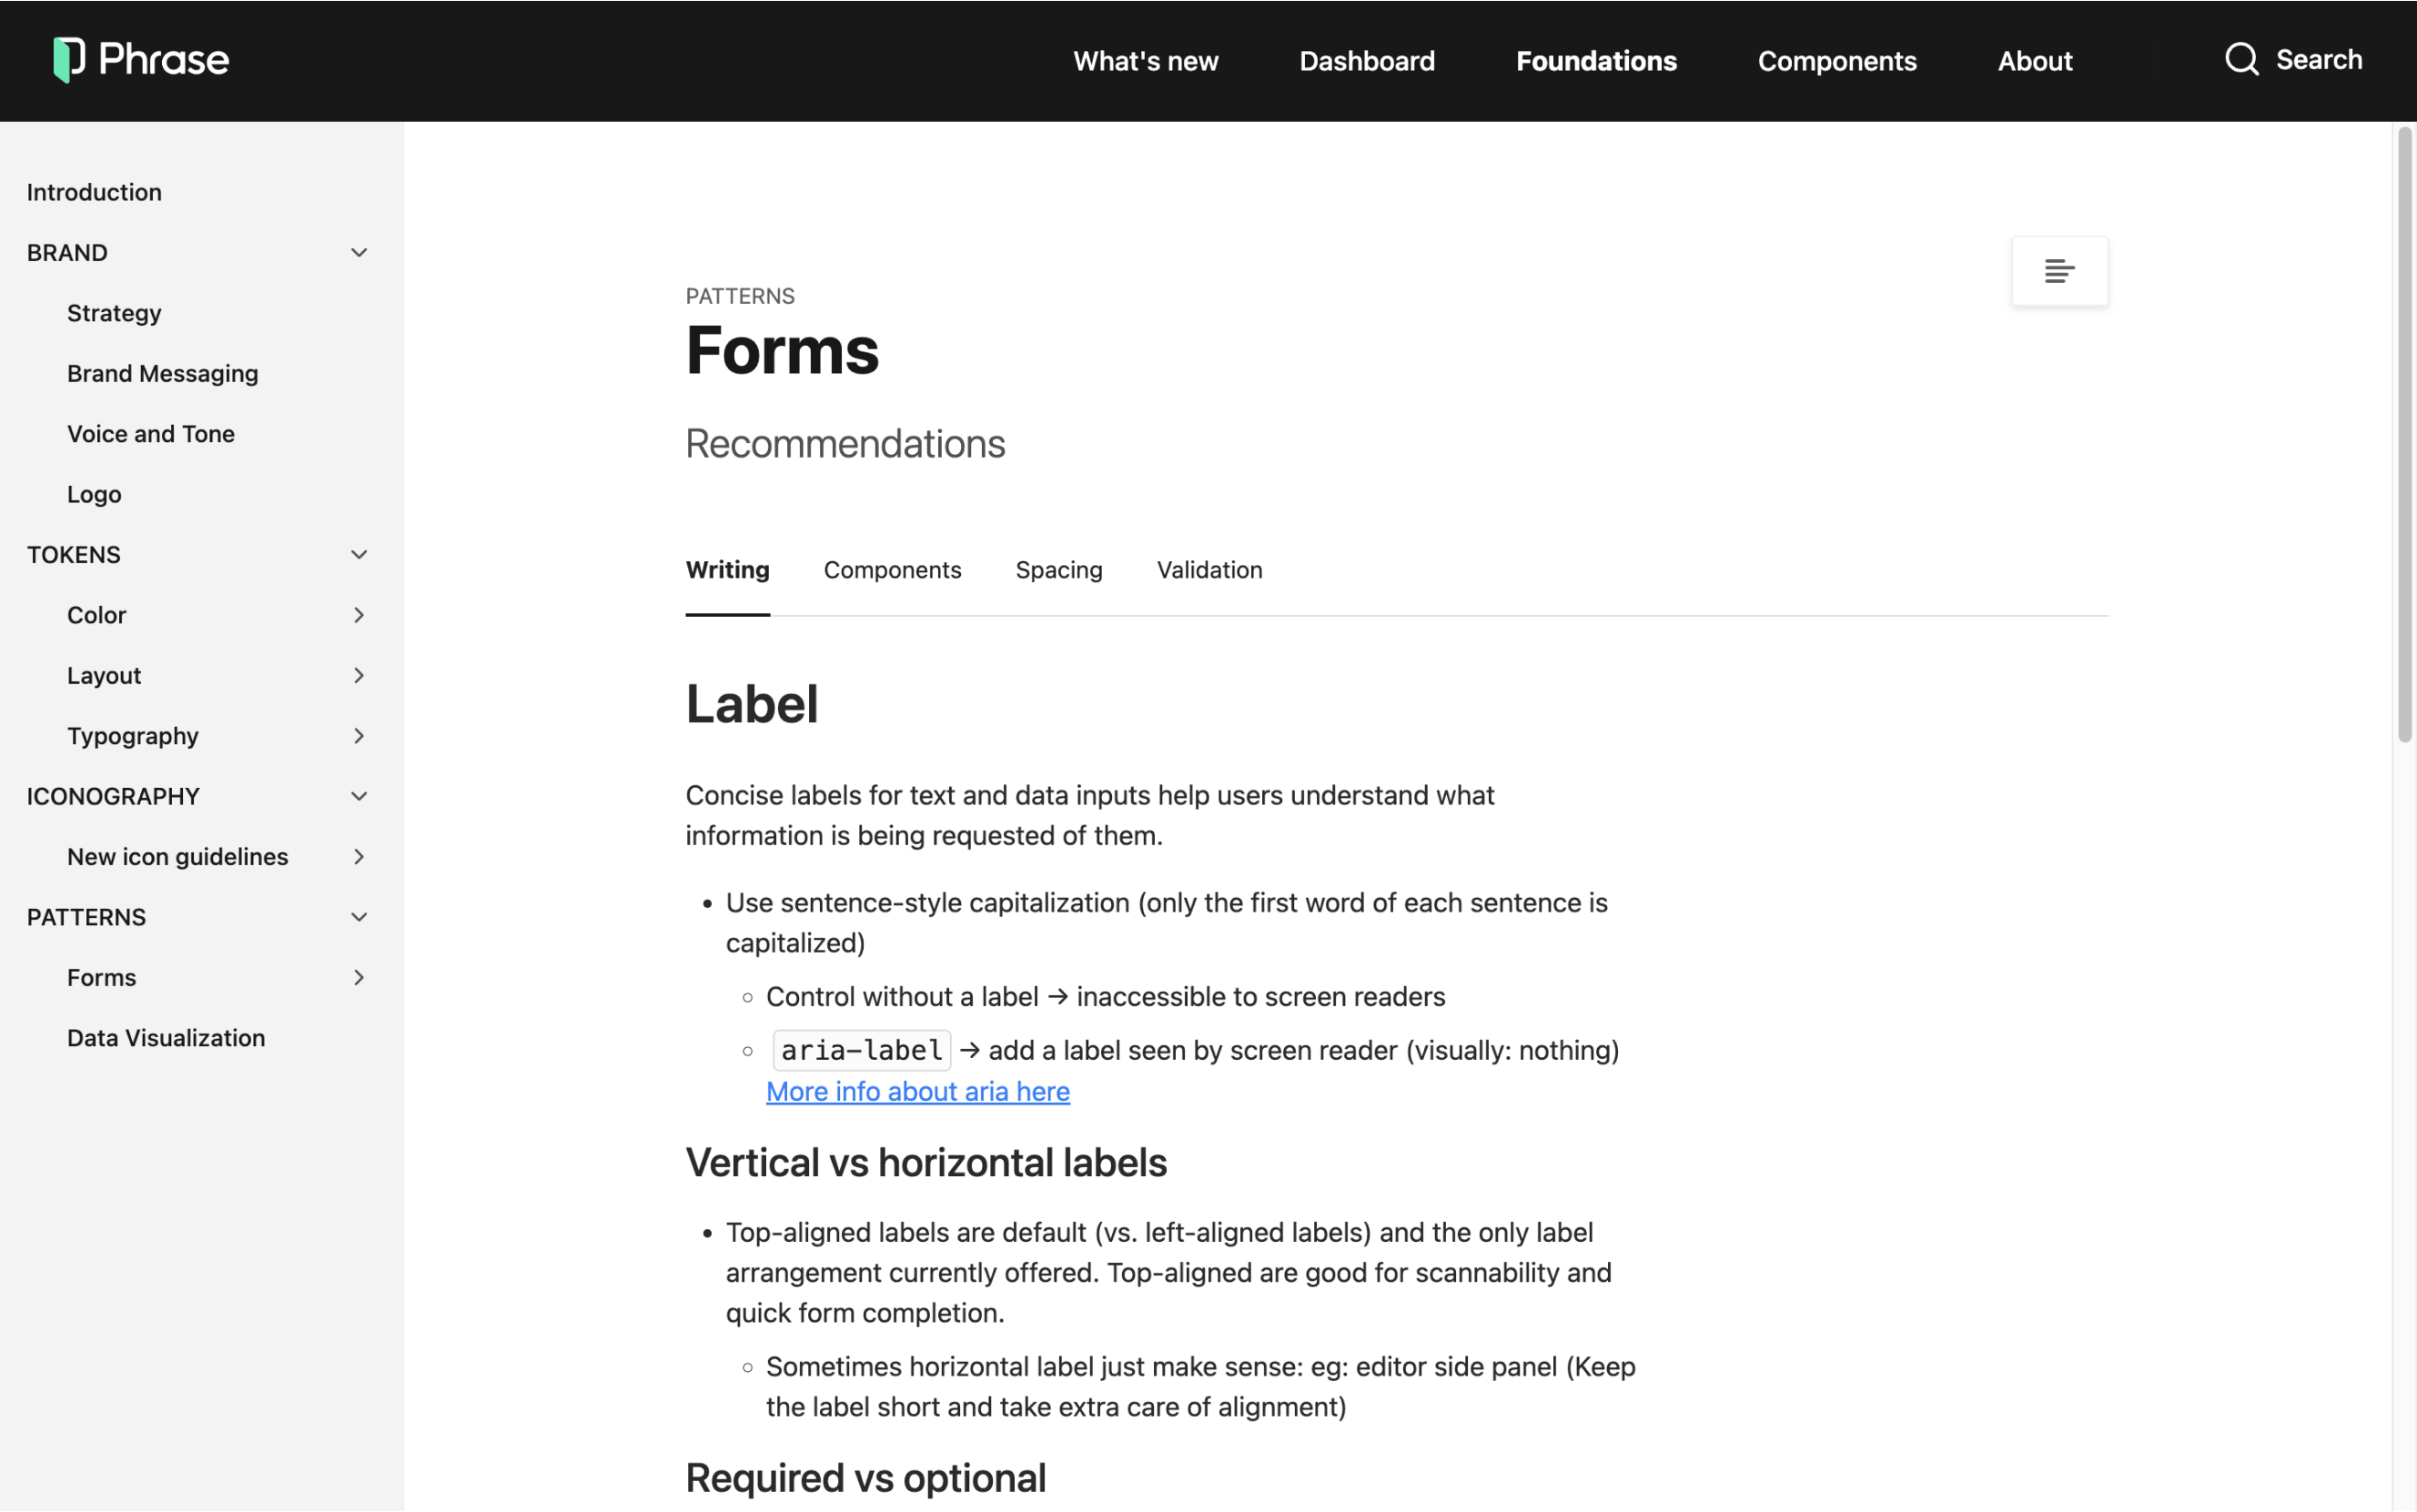 Phrase
What's new
Dashboard
Foundations
Components
About
Search
Introduction
BRAND
Strategy
Brand Messaging
Voice and Tone
Logo
TOKENS
Color
Layout
Typography
ICONOGRAPHY
New icon guidelines
PATTERNS
Forms
Data Visualization
PATTERNS
Forms
Recommendations
Writing
Components
Spacing
Validation
Label
Concise labels for text and data inputs help users understand what
information is being requested of them.
• Use sentence-style capitalization (only the first word of each sentence is
capitalized)
◦ Control without a label → inaccessible to screen readers
◦ aria-label → add a label seen by screen reader (visually: nothing)
More info about aria here
Vertical vs horizontal labels
• Top-aligned labels are default (vs. left-aligned labels) and the only label
arrangement currently offered. Top-aligned are good for scannability and
quick form completion.
◦ Sometimes horizontal label just make sense: eg: editor side panel (Keep
the label short and take extra care of alignment)
Required vs optional